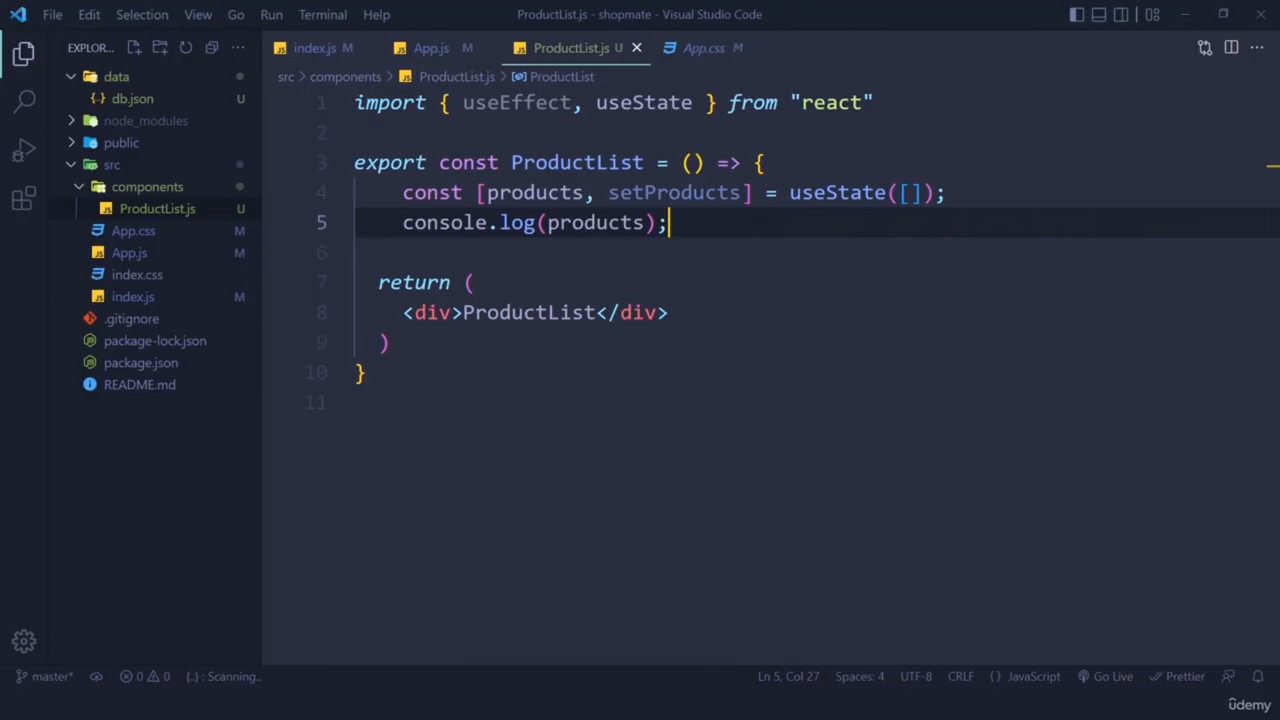 File Edit Selection View Go Run Terminal Help
ProductList.js - shopmate - Visual Studio Code
EXPLOR...
data
db.json U
node_modules
public
src
components
ProductList.js U
App.css
App.js M
index.css
index.js M
.gitignore
package-lock.json
package.json
README.md
index.js M App.js M ProductList.js U App.css M
src > components > ProductList.js > ProductList
1 import { useEffect, useState } from "react"
2
3 export const ProductList = () => {
4 const [products, setProducts] = useState([]);
5 console.log(products);
6
7 return (
8 <div>ProductList</div>
9 )
10 }
11
master* 0 0 {..} : Scanning.. Ln 5, Col 27 Spaces: 4 UTF-8 CRLF {} JavaScript Go Live Prettier
ûdemy